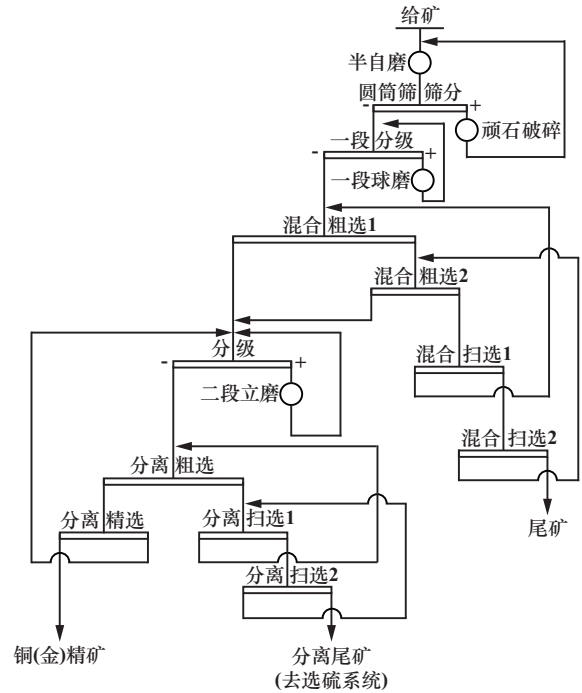 给矿
半自磨
圆筒筛 筛分
- +
顽石破碎
一段 分级
- +
一段球磨
混合 粗选1
混合 粗选2
分级
- +
混合 扫选1
二段立磨
混合 扫选2
分离 粗选
分离 精选
分离 扫选1
尾矿
分离 扫选2
铜(金)精矿
分离尾矿
(去选硫系统)